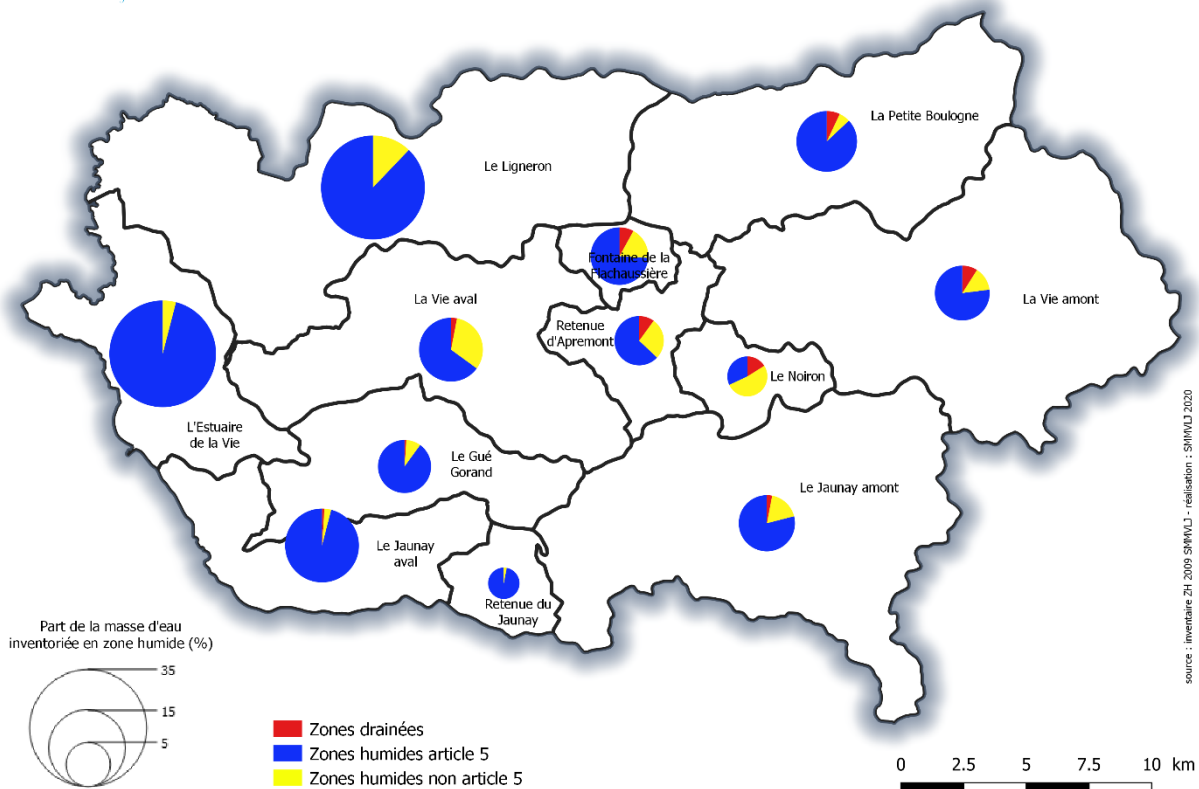 La Petite Boulogne
Le Ligneron
Fontaine de la
Flachaussière
La Vie aval
La Vie amont
Retenue
d'Apremont
Le Noiron
L'Estuaire
de la Vie
Le Gué
Gorand
Le Jaunay amont
Le Jaunay
aval
Retenue du
Jaunay
Part de la masse d'eau
inventoriée en zone humide (%)
35
15
5
Zones drainées
Zones humides article 5
Zones humides non article 5
0 2.5 5 7.5 10 km
source : inventaire ZH 2009 SMMVLJ - réalisation : SMMVLJ 2020